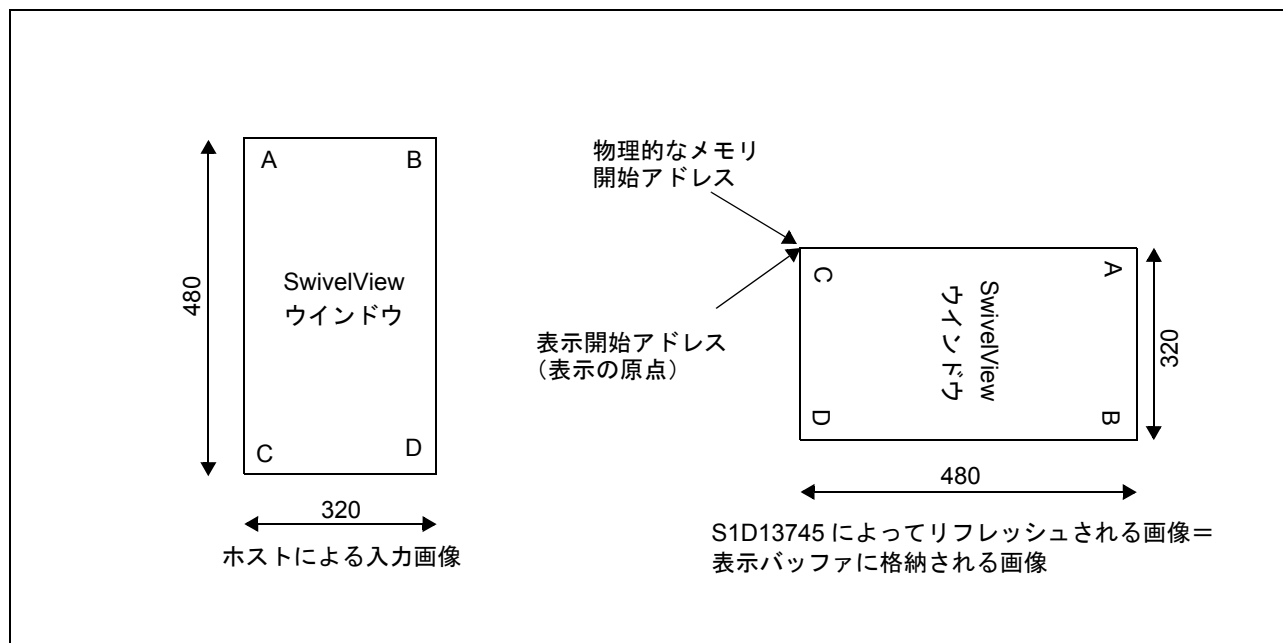 A B
SwivelView
ウインドウ
480
C D
320
ホストによる入力画像
物理的なメモリ
開始アドレス
表示開始アドレス
（表示の原点）
C A
SwivelView
ウインドウ
D B
320
480
S1D13745 によってリフレッシュされる画像＝
表示バッファに格納される画像